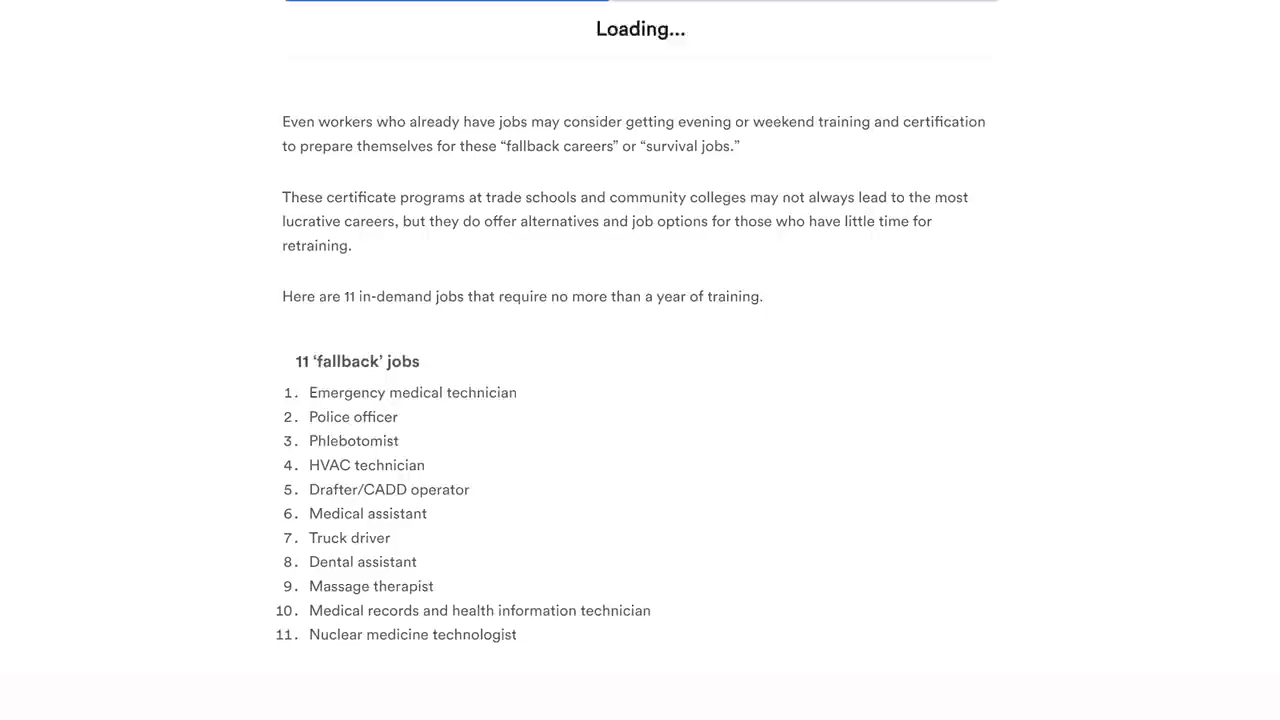 Loading...
Even workers who already have jobs may consider getting evening or weekend training and certification
to prepare themselves for these “fallback careers” or “survival jobs.”
These certificate programs at trade schools and community colleges may not always lead to the most
lucrative careers, but they do offer alternatives and job options for those who have little time for
retraining.
Here are 11 in-demand jobs that require no more than a year of training.
11 ‘fallback’ jobs
1. Emergency medical technician
2. Police officer
3. Phlebotomist
4. HVAC technician
5. Drafter/CADD operator
6. Medical assistant
7. Truck driver
8. Dental assistant
9. Massage therapist
10. Medical records and health information technician
11. Nuclear medicine technologist